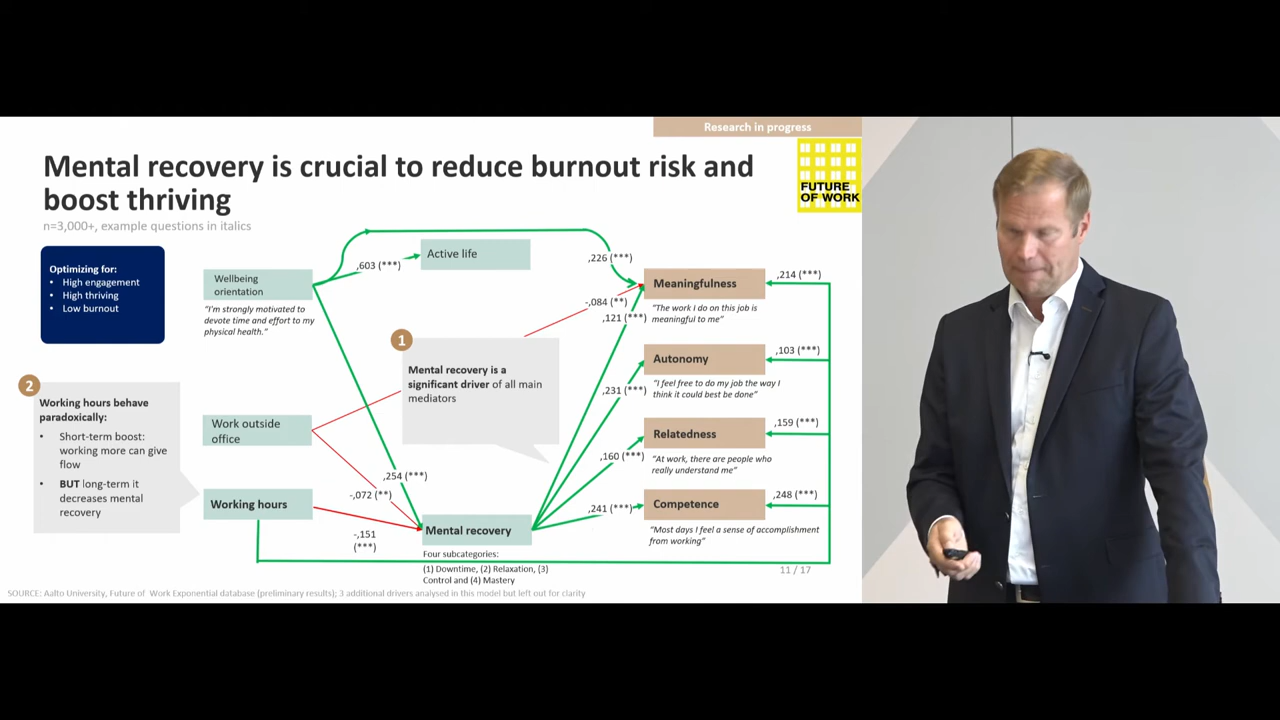 Research in progress
Mental recovery is crucial to reduce burnout risk and
boost thriving
n=3,000+, example questions in italics
FUTURE
OF WORK
Optimizing for:
• High engagement
• High thriving
• Low burnout
2
Working hours behave
paradoxically:
• Short-term boost:
working more can give
flow
• BUT long-term it
decreases mental
recovery
Wellbeing
orientation
"I'm strongly motivated to
devote time and effort to my
physical health."
Work outside
office
Working hours
,603 (***)
Active life
1
Mental recovery is a
significant driver of all main
mediators
,254 (***)
-,072 (**)
-,151
(***)
Mental recovery
Four subcategories:
(1) Downtime, (2) Relaxation, (3)
Control and (4) Mastery
,226 (***)
-,084 (**)
,121 (***)
,231 (***)
,160 (***)
,241 (***)
Meaningfulness
"The work I do on this job is
meaningful to me"
Autonomy
"I feel free to do my job the way I
think it could best be done"
Relatedness
"At work, there are people who
really understand me"
Competence
"Most days I feel a sense of accomplishment
from working"
,214 (***)
,103 (***)
,159 (***)
,248 (***)
11 / 17
SOURCE: Aalto University, Future of Work Exponential database (preliminary results); 3 additional drivers analysed in this model but left out for clarity